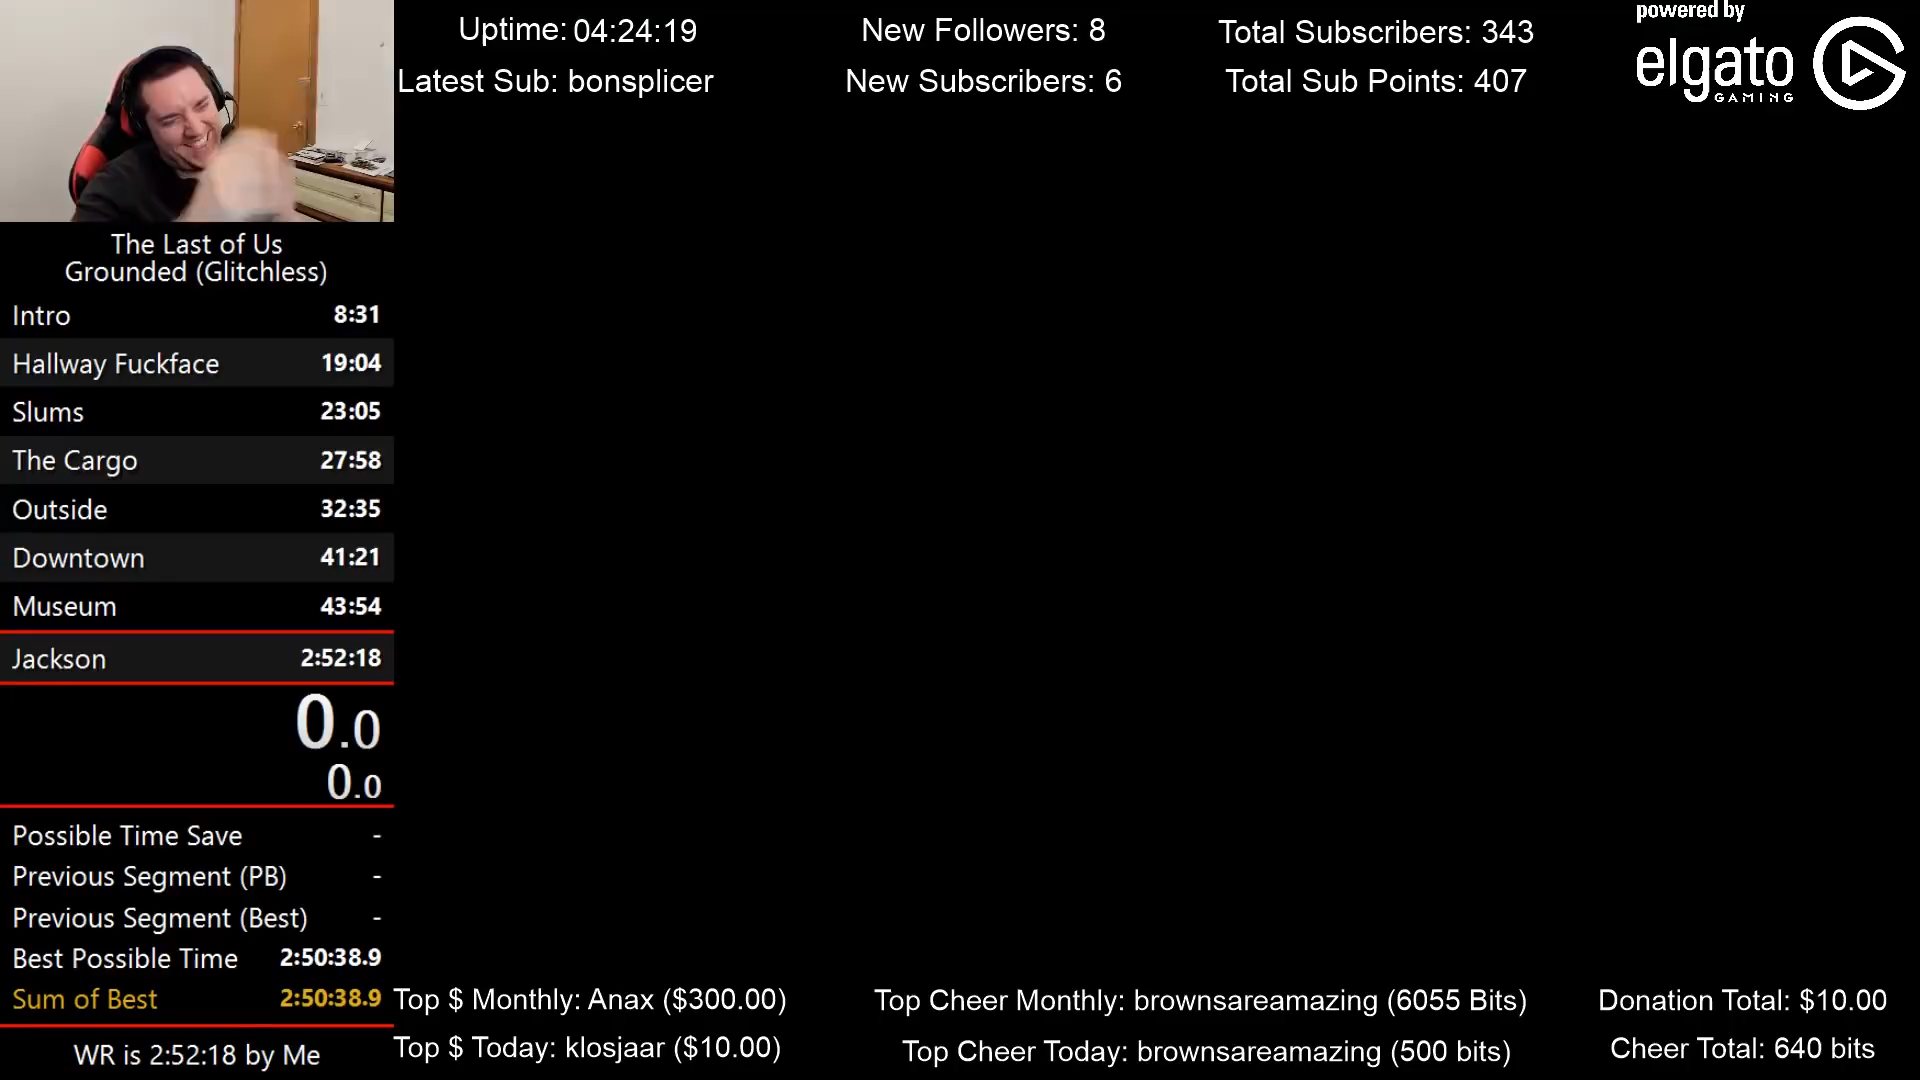 Uptime: 04:24:19
New Followers: 8
Total Subscribers: 343
Latest Sub: bonsplicer
New Subscribers: 6
Total Sub Points: 407
powered by
elgato
GAMING
The Last of Us
Grounded (Glitchless)
Intro 8:31
Hallway Fuckface 19:04
Slums 23:05
The Cargo 27:58
Outside 32:35
Downtown 41:21
Museum 43:54
Jackson 2:52:18
0.0
0.0
Possible Time Save -
Previous Segment (PB) -
Previous Segment (Best) -
Best Possible Time 2:50:38.9
Sum of Best 2:50:38.9
WR is 2:52:18 by Me
Top $ Monthly: Anax ($300.00)
Top Cheer Monthly: brownsareamazing (6055 Bits)
Donation Total: $10.00
Top $ Today: klosjaar ($10.00)
Top Cheer Today: brownsareamazing (500 bits)
Cheer Total: 640 bits